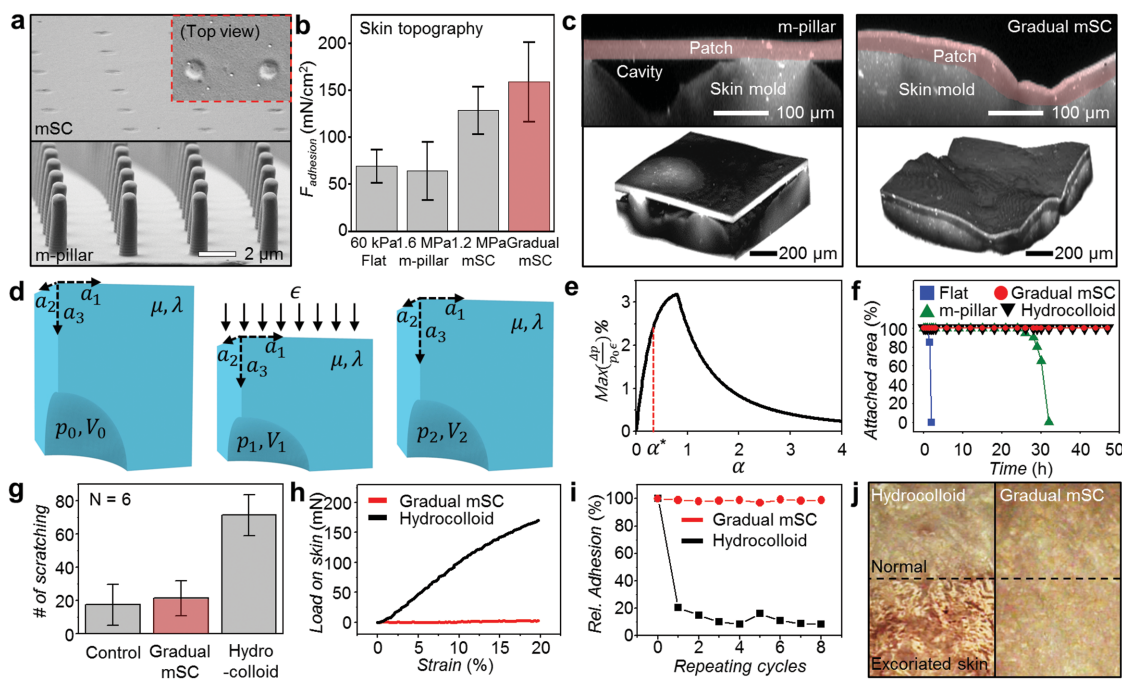 a
(Top view)
mSC
m-pillar
2 μm
b
Skin topography
F_adhesion (mN/cm²)
200
150
100
50
0
60 kPa 1.6 MPa 1.2 MPa Gradual
Flat m-pillar mSC mSC
c
m-pillar
Patch
Cavity
Skin mold
100 μm
Gradual mSC
Patch
Skin mold
100 μm
200 μm
200 μm
d
a₂ a₁
a₃
μ, λ
p₀, V₀
ϵ
a₂ a₁
a₃
μ, λ
p₁, V₁
a₂ a₁
a₃
μ, λ
p₂, V₂
e
Max(Δp/p₀ϵ)%
3
2
1
0
0 α* 1 2 3 4
α
f
Flat Gradual mSC
m-pillar Hydrocolloid
Attached area (%)
100
80
60
40
20
0
0 10 20 30 40 50
Time (h)
g
N = 6
# of scratching
80
60
40
20
0
Control Gradual Hydro
mSC -colloid
h
Gradual mSC
Hydrocolloid
Load on skin (mN)
200
150
100
50
0
0 5 10 15 20
Strain (%)
i
Rel. Adhesion (%)
100
80
60
40
20
0
Gradual mSC
Hydrocolloid
0 2 4 6 8
Repeating cycles
j
Hydrocolloid Gradual mSC
Normal
Excoriated skin